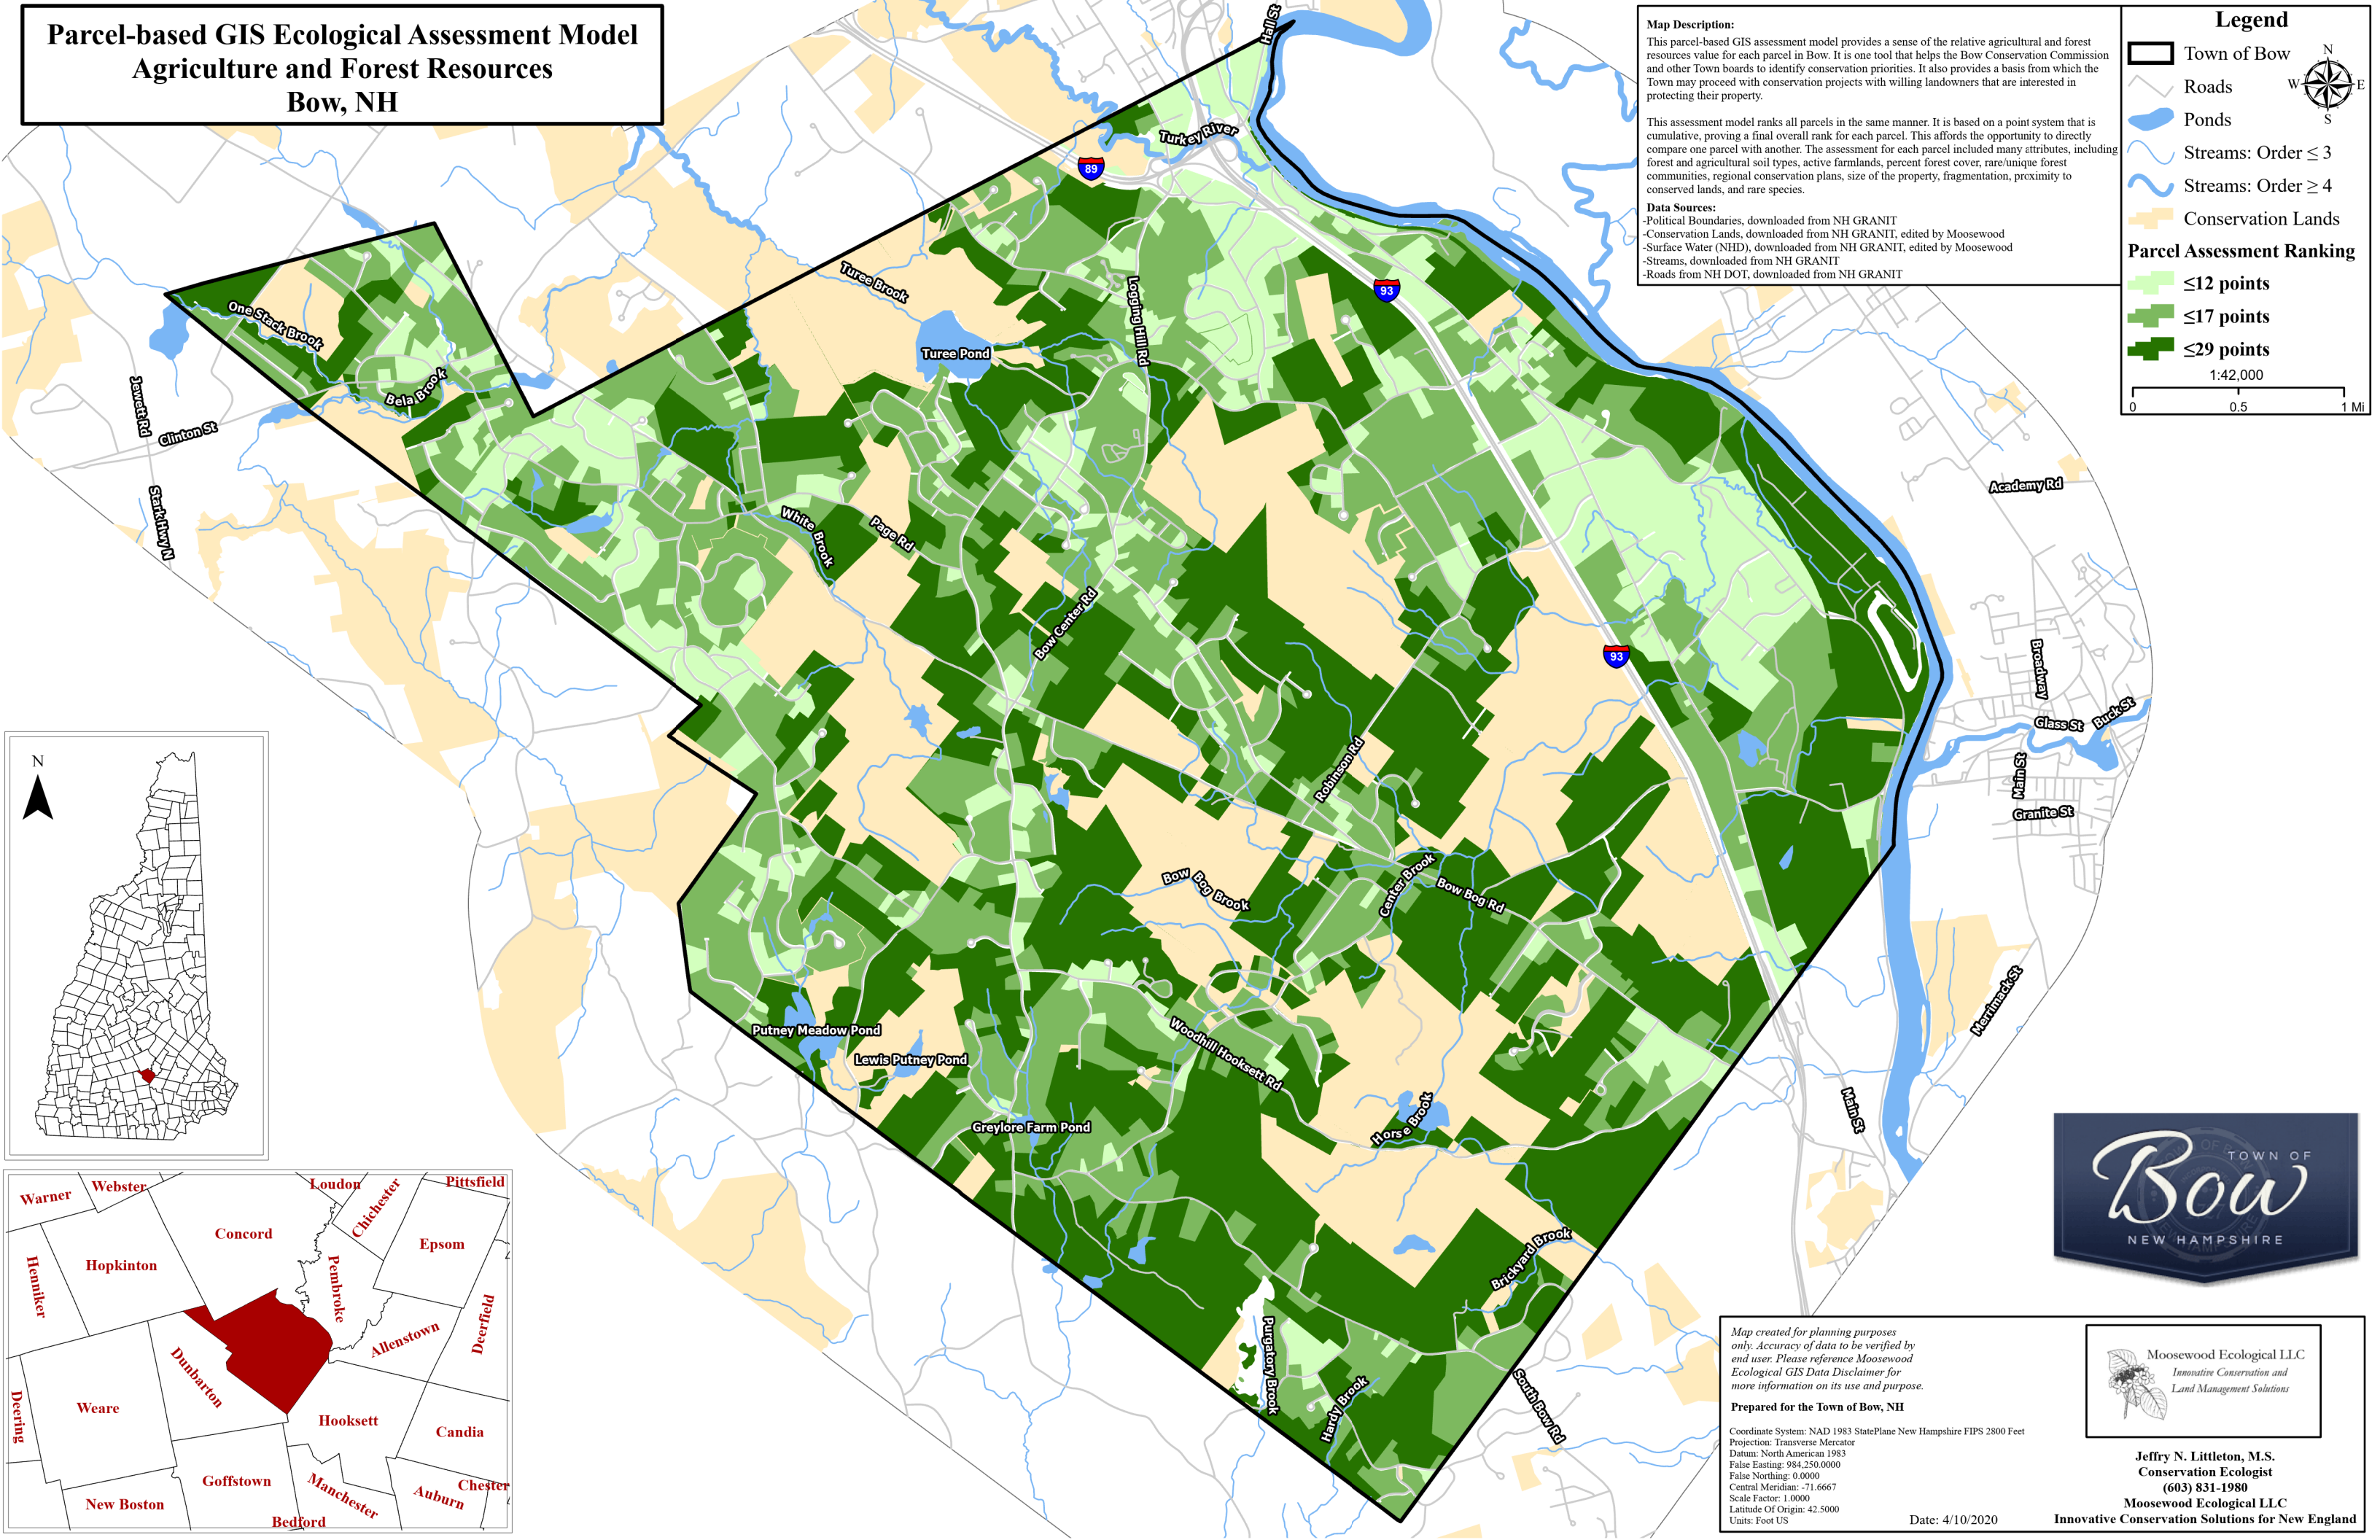 Parcel-based GIS Ecological Assessment Model
Agriculture and Forest Resources
Bow, NH
Map Description:
This parcel-based GIS assessment model provides a sense of the relative agricultural and forest
resources value for each parcel in Bow. It is one tool that helps the Bow Conservation Commission
and other Town boards to identify conservation priorities. It also provides a basis from which the
Town may proceed with conservation projects with willing landowners that are interested in
protecting their property.
This assessment model ranks all parcels in the same manner. It is based on a point system that is
cumulative, proving a final overall rank for each parcel. This affords the opportunity to directly
compare one parcel with another. The assessment for each parcel included many attributes, including
forest and agricultural soil types, active farmlands, percent forest cover, rare/unique forest
communities, regional conservation plans, size of the property, fragmentation, proximity to
conserved lands, and rare species.
Data Sources:
-Political Boundaries, downloaded from NH GRANIT
-Conservation Lands, downloaded from NH GRANIT, edited by Moosewood
-Surface Water (NHD), downloaded from NH GRANIT, edited by Moosewood
-Streams, downloaded from NH GRANIT
-Roads from NH DOT, downloaded from NH GRANIT
Legend
Town of Bow
Roads
Ponds
Streams: Order ≤ 3
Streams: Order ≥ 4
Conservation Lands
Parcel Assessment Ranking
≤12 points
≤17 points
≤29 points
1:42,000
0 0.5 1 Mi
N
W E
S
Hall St
Turkey River
89
Turee Brook
Logging Hill Rd
93
One Stack Brook
Turee Pond
Bela Brook
Jewett Rd
Clinton St
Stark Hwy N
Academy Rd
White Brook
Page Rd
Bow Center Rd
93
Broadway
Glass St
Buck St
Main St
Granite St
Robinson Rd
Bow Bog Brook
Center Brook
Bow Bog Rd
Merrimack St
Putney Meadow Pond
Lewis Putney Pond
Woodhill Hooksett Rd
Greylore Farm Pond
Horse Brook
Main St
Brickyard Brook
Purgatory Brook
Hardy Brook
South Bow Rd
N
Warner
Webster
Loudon
Chichester
Pittsfield
Concord
Epsom
Hopkinton
Henniker
Pembroke
Deerfield
Allenstown
Dunbarton
Deering
Weare
Hooksett
Candia
Goffstown
Manchester
Auburn
Chester
New Boston
Bedford
TOWN OF
Bow
NEW HAMPSHIRE
Map created for planning purposes
only. Accuracy of data to be verified by
end user. Please reference Moosewood
Ecological GIS Data Disclaimer for
more information on its use and purpose.
Prepared for the Town of Bow, NH
Coordinate System: NAD 1983 StatePlane New Hampshire FIPS 2800 Feet
Projection: Transverse Mercator
Datum: North American 1983
False Easting: 984,250.0000
False Northing: 0.0000
Central Meridian: -71.6667
Scale Factor: 1.0000
Latitude Of Origin: 42.5000
Units: Foot US
Date: 4/10/2020
Moosewood Ecological LLC
Innovative Conservation and
Land Management Solutions
Jeffry N. Littleton, M.S.
Conservation Ecologist
(603) 831-1980
Moosewood Ecological LLC
Innovative Conservation Solutions for New England